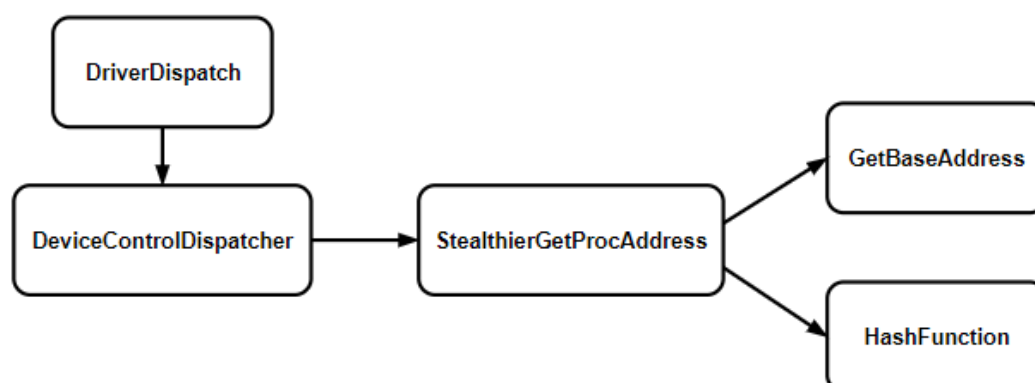 DriverDispatch
DeviceControlDispatcher
StealthierGetProcAddress
GetBaseAddress
HashFunction